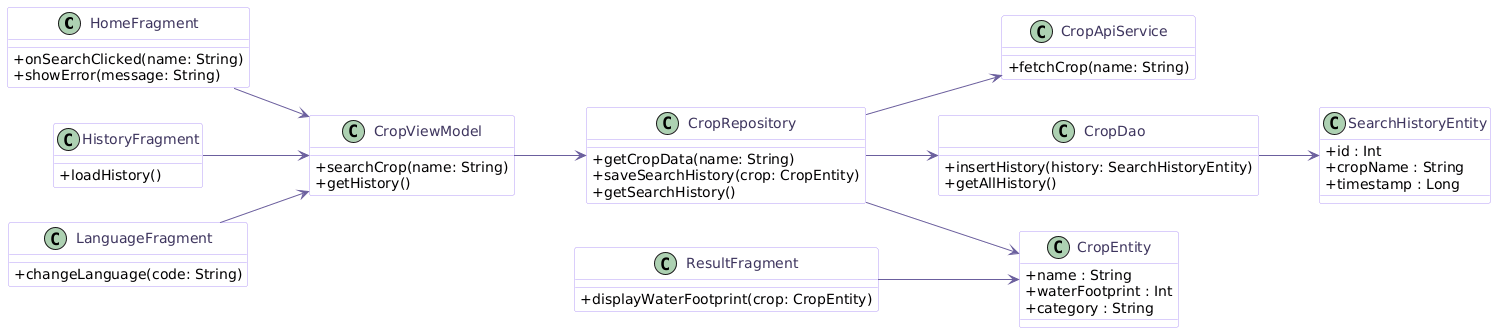 C HomeFragment
+onSearchClicked(name: String)
+showError(message: String)
C HistoryFragment
+loadHistory()
C LanguageFragment
+changeLanguage(code: String)
C CropViewModel
+searchCrop(name: String)
+getHistory()
C CropRepository
+getCropData(name: String)
+saveSearchHistory(crop: CropEntity)
+getSearchHistory()
C ResultFragment
+displayWaterFootprint(crop: CropEntity)
C CropApiService
+fetchCrop(name: String)
C CropDao
+insertHistory(history: SearchHistoryEntity)
+getAllHistory()
C CropEntity
+name : String
+waterFootprint : Int
+category : String
C SearchHistoryEntity
+id : Int
+cropName : String
+timestamp : Long